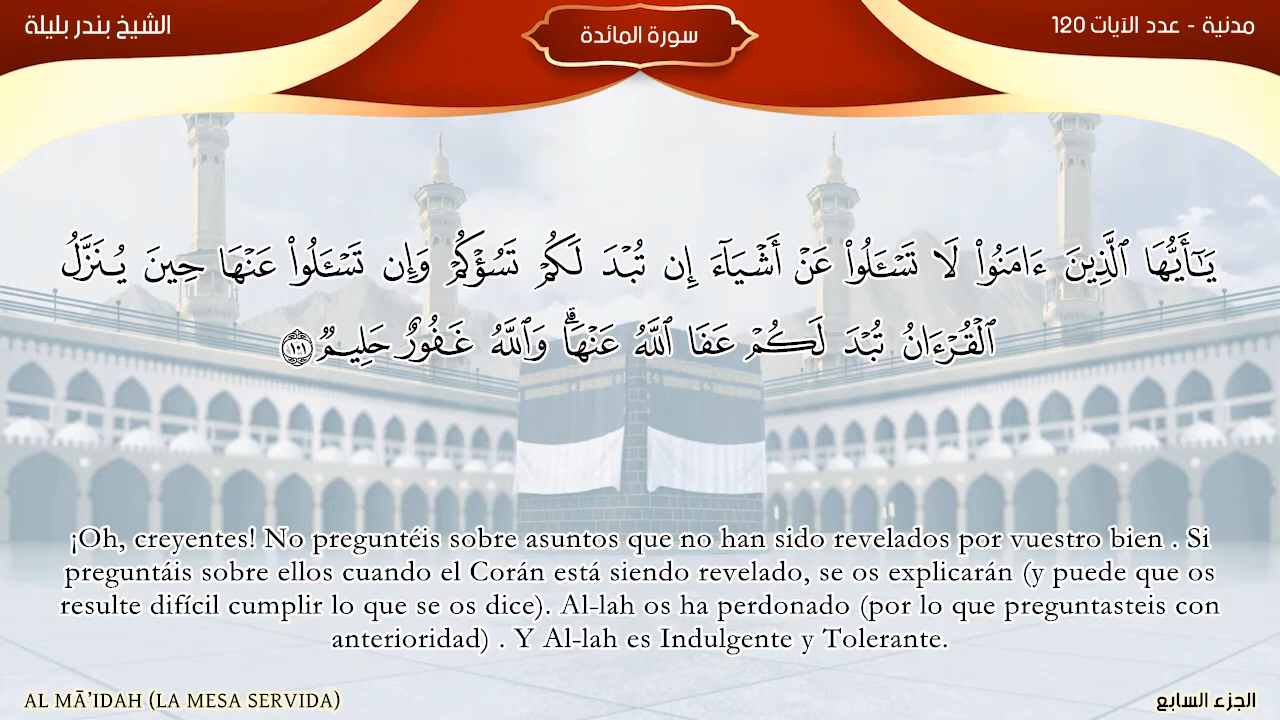 الشيخ بندر بليلة
سورة المائدة
مدنية - عدد الآيات 120
يَـٰٓأَيُّهَا ٱلَّذِينَ ءَامَنُوا۟ لَا تَسْـَٔلُوا۟ عَنْ أَشْيَآءَ إِن تُبْدَ لَكُمْ تَسُؤْكُمْ وَإِن تَسْـَٔلُوا۟ عَنْهَا حِينَ يُنَزَّلُ
ٱلْقُرْءَانُ تُبْدَ لَكُمْ عَفَا ٱللَّهُ عَنْهَا ۗ وَٱللَّهُ غَفُورٌ حَلِيمٌ ١٠١
¡Oh, creyentes! No preguntéis sobre asuntos que no han sido revelados por vuestro bien . Si
preguntáis sobre ellos cuando el Corán está siendo revelado, se os explicarán (y puede que os
resulte difícil cumplir lo que se os dice). Al-lah os ha perdonado (por lo que preguntasteis con
anterioridad) . Y Al-lah es Indulgente y Tolerante.
AL MĀ’IDAH (LA MESA SERVIDA)
الجزء السابع